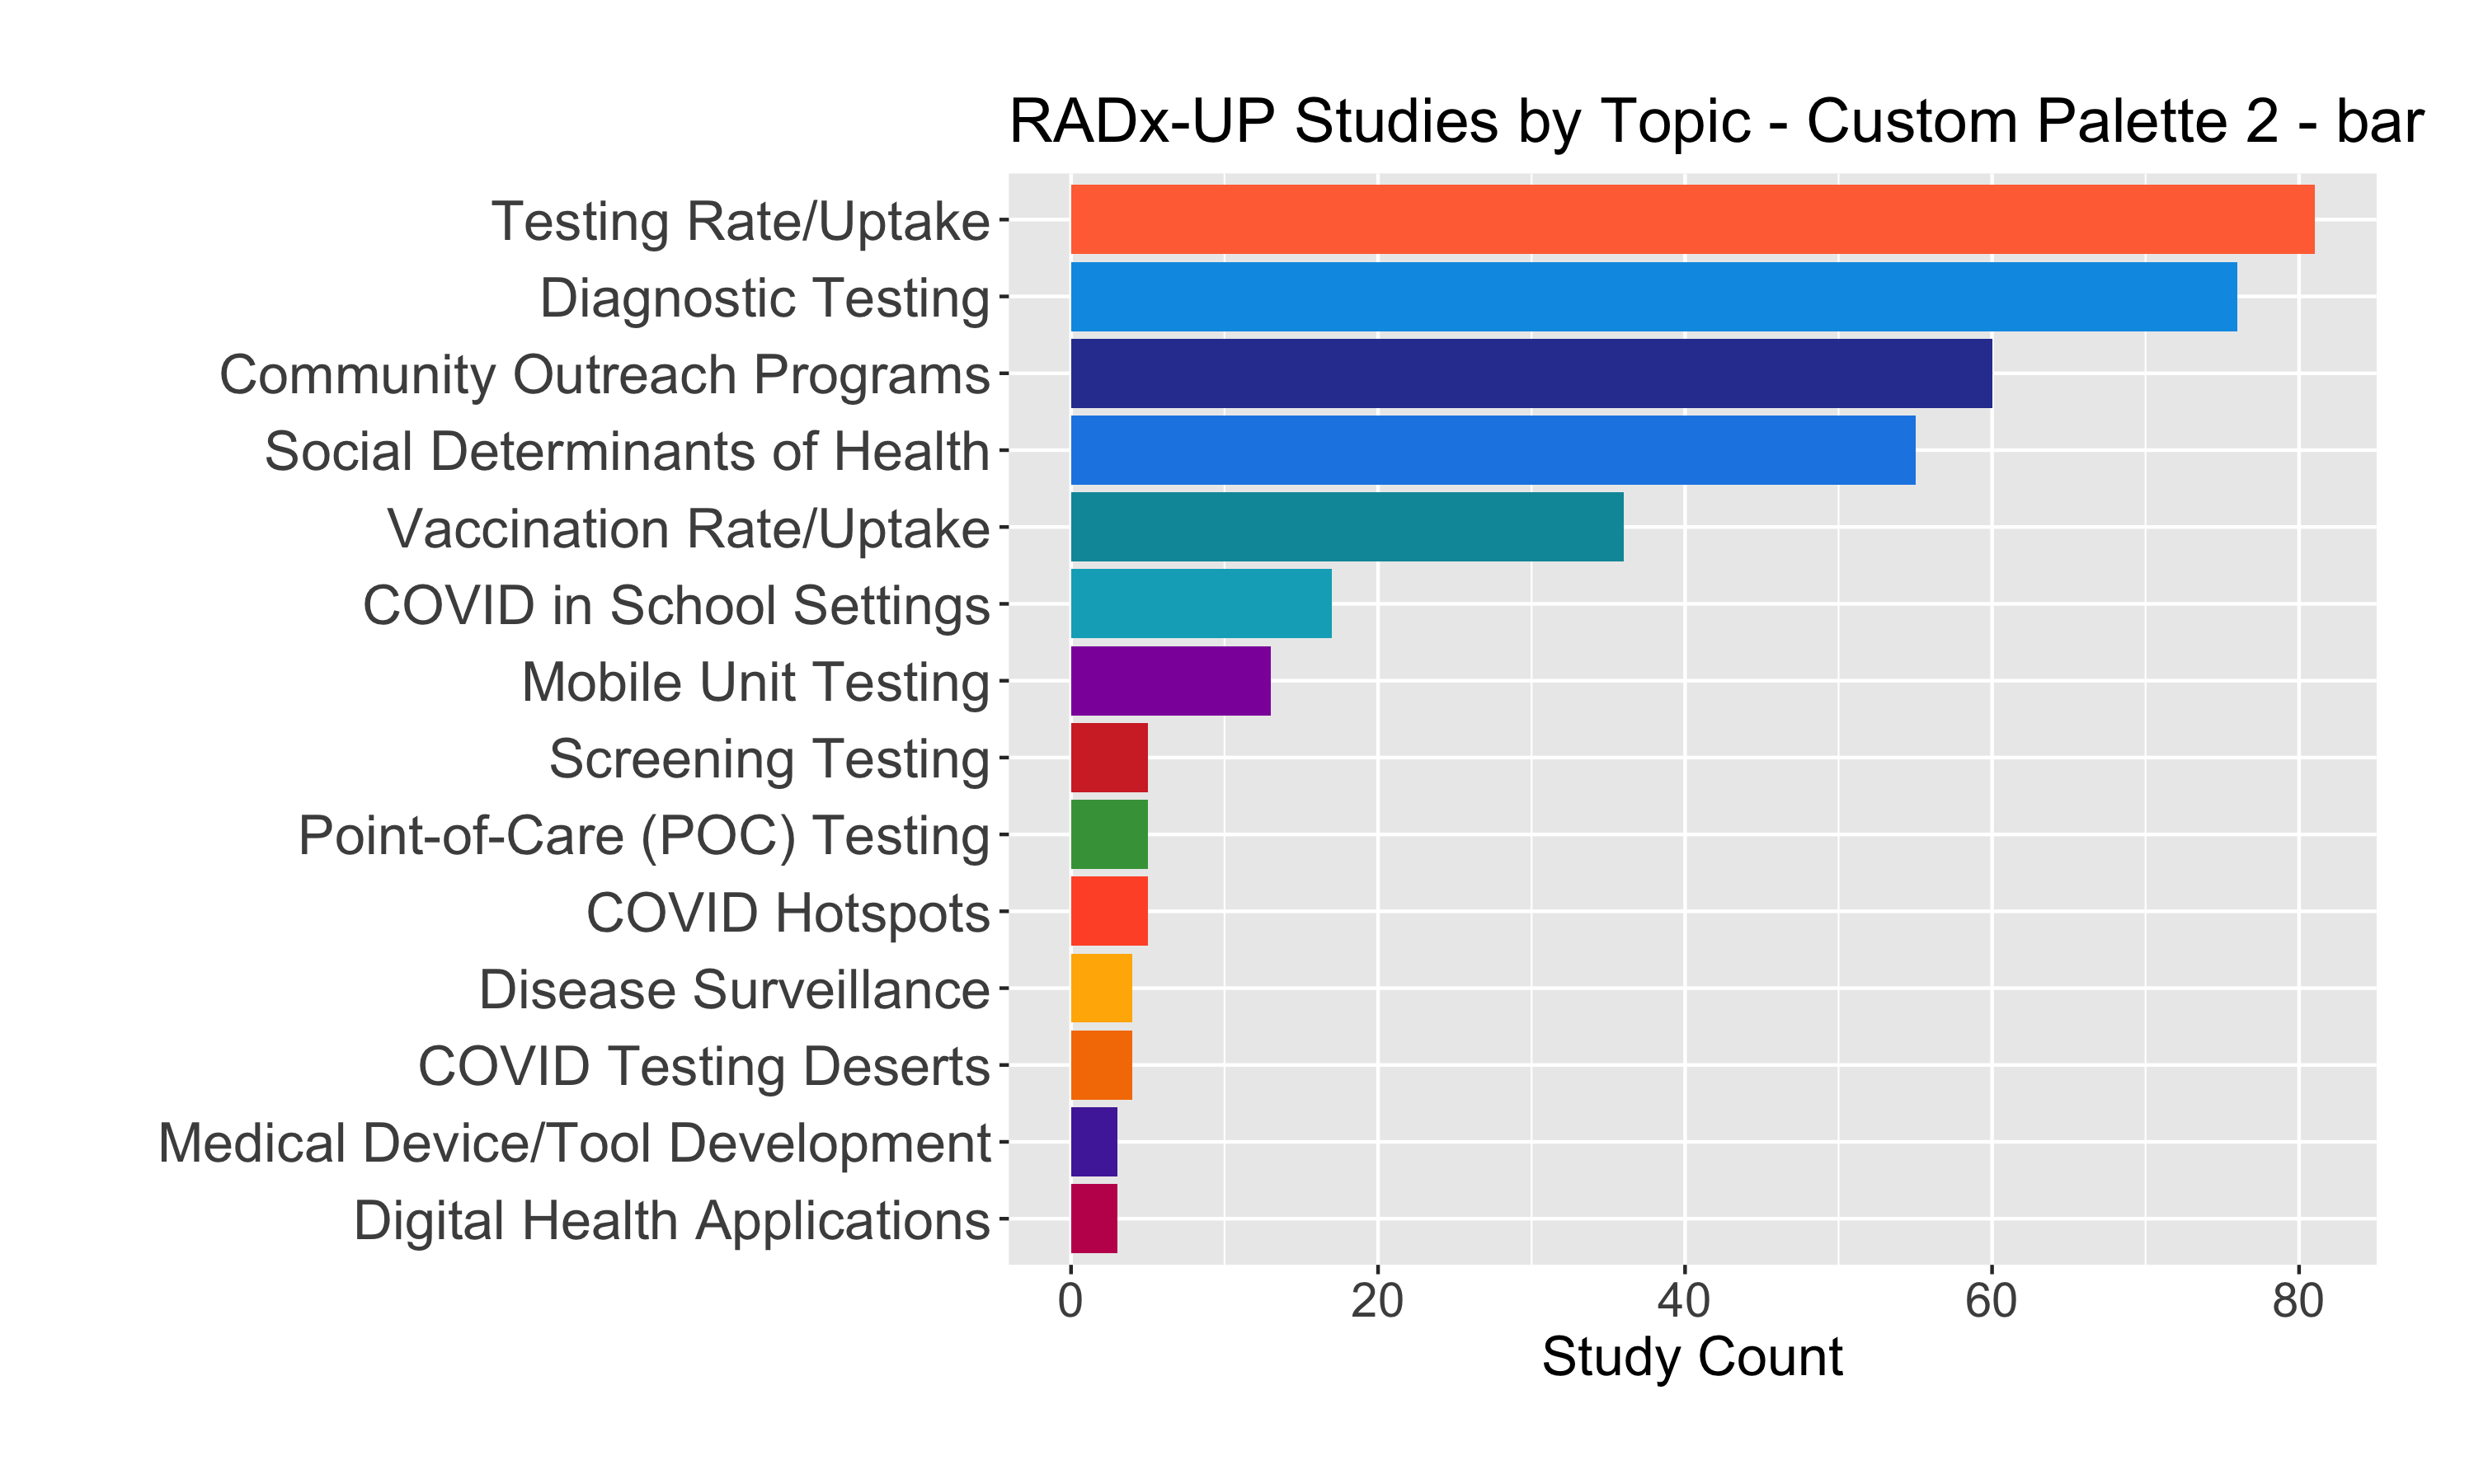 RADx-UP Studies by Topic - Custom Palette 2 - bar
Testing Rate/Uptake
Diagnostic Testing
Community Outreach Programs
Social Determinants of Health
Vaccination Rate/Uptake
COVID in School Settings
Mobile Unit Testing
Screening Testing
Point-of-Care (POC) Testing
COVID Hotspots
Disease Surveillance
COVID Testing Deserts
Medical Device/Tool Development
Digital Health Applications
0 20 40 60 80
Study Count